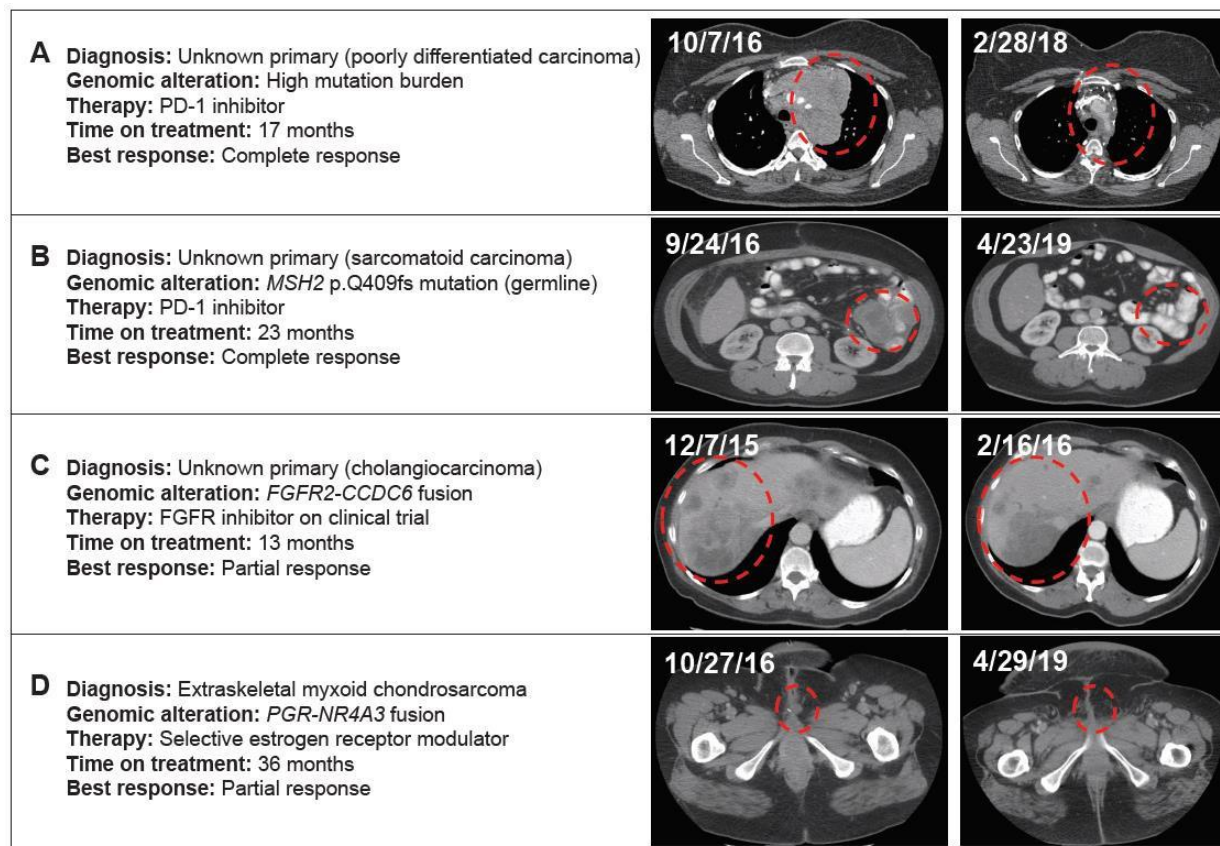 A
Diagnosis: Unknown primary (poorly differentiated carcinoma)
Genomic alteration: High mutation burden
Therapy: PD-1 inhibitor
Time on treatment: 17 months
Best response: Complete response
10/7/16
2/28/18
B
Diagnosis: Unknown primary (sarcomatoid carcinoma)
Genomic alteration: MSH2 p.Q409fs mutation (germline)
Therapy: PD-1 inhibitor
Time on treatment: 23 months
Best response: Complete response
9/24/16
4/23/19
C
Diagnosis: Unknown primary (cholangiocarcinoma)
Genomic alteration: FGFR2-CCDC6 fusion
Therapy: FGFR inhibitor on clinical trial
Time on treatment: 13 months
Best response: Partial response
12/7/15
2/16/16
D
Diagnosis: Extraskeletal myxoid chondrosarcoma
Genomic alteration: PGR-NR4A3 fusion
Therapy: Selective estrogen receptor modulator
Time on treatment: 36 months
Best response: Partial response
10/27/16
4/29/19